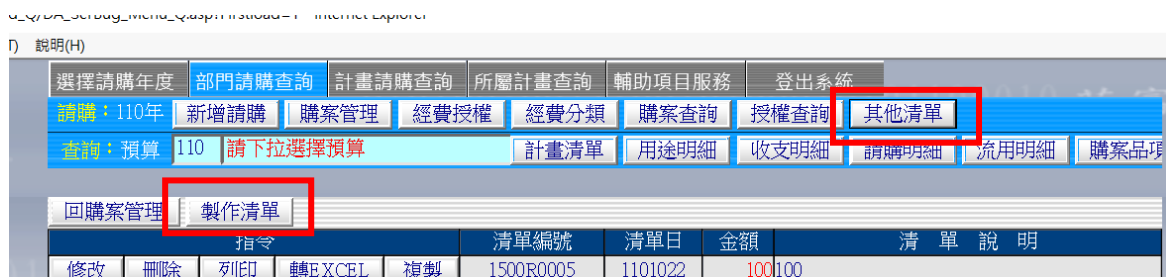 d_Q/DA_SerBug_Menu_Q.asp?Firstload=1 - Internet Explorer
T) 說明(H)
選擇請購年度 部門請購查詢 計畫請購查詢 所屬計畫查詢 輔助項目服務 登出系統
請購：110年 新增請購 購案管理 經費授權 經費分類 購案查詢 授權查詢 其他清單
查詢：預算 110 請下拉選擇預算 計畫清單 用途明細 收支明細 請購明細 流用明細 購案品項
回購案管理 製作清單
指令 清單編號 清單日 金額 清 單 說 明
修改 刪除 列印 轉EXCEL 複製 1500R0005 1101022 100 100